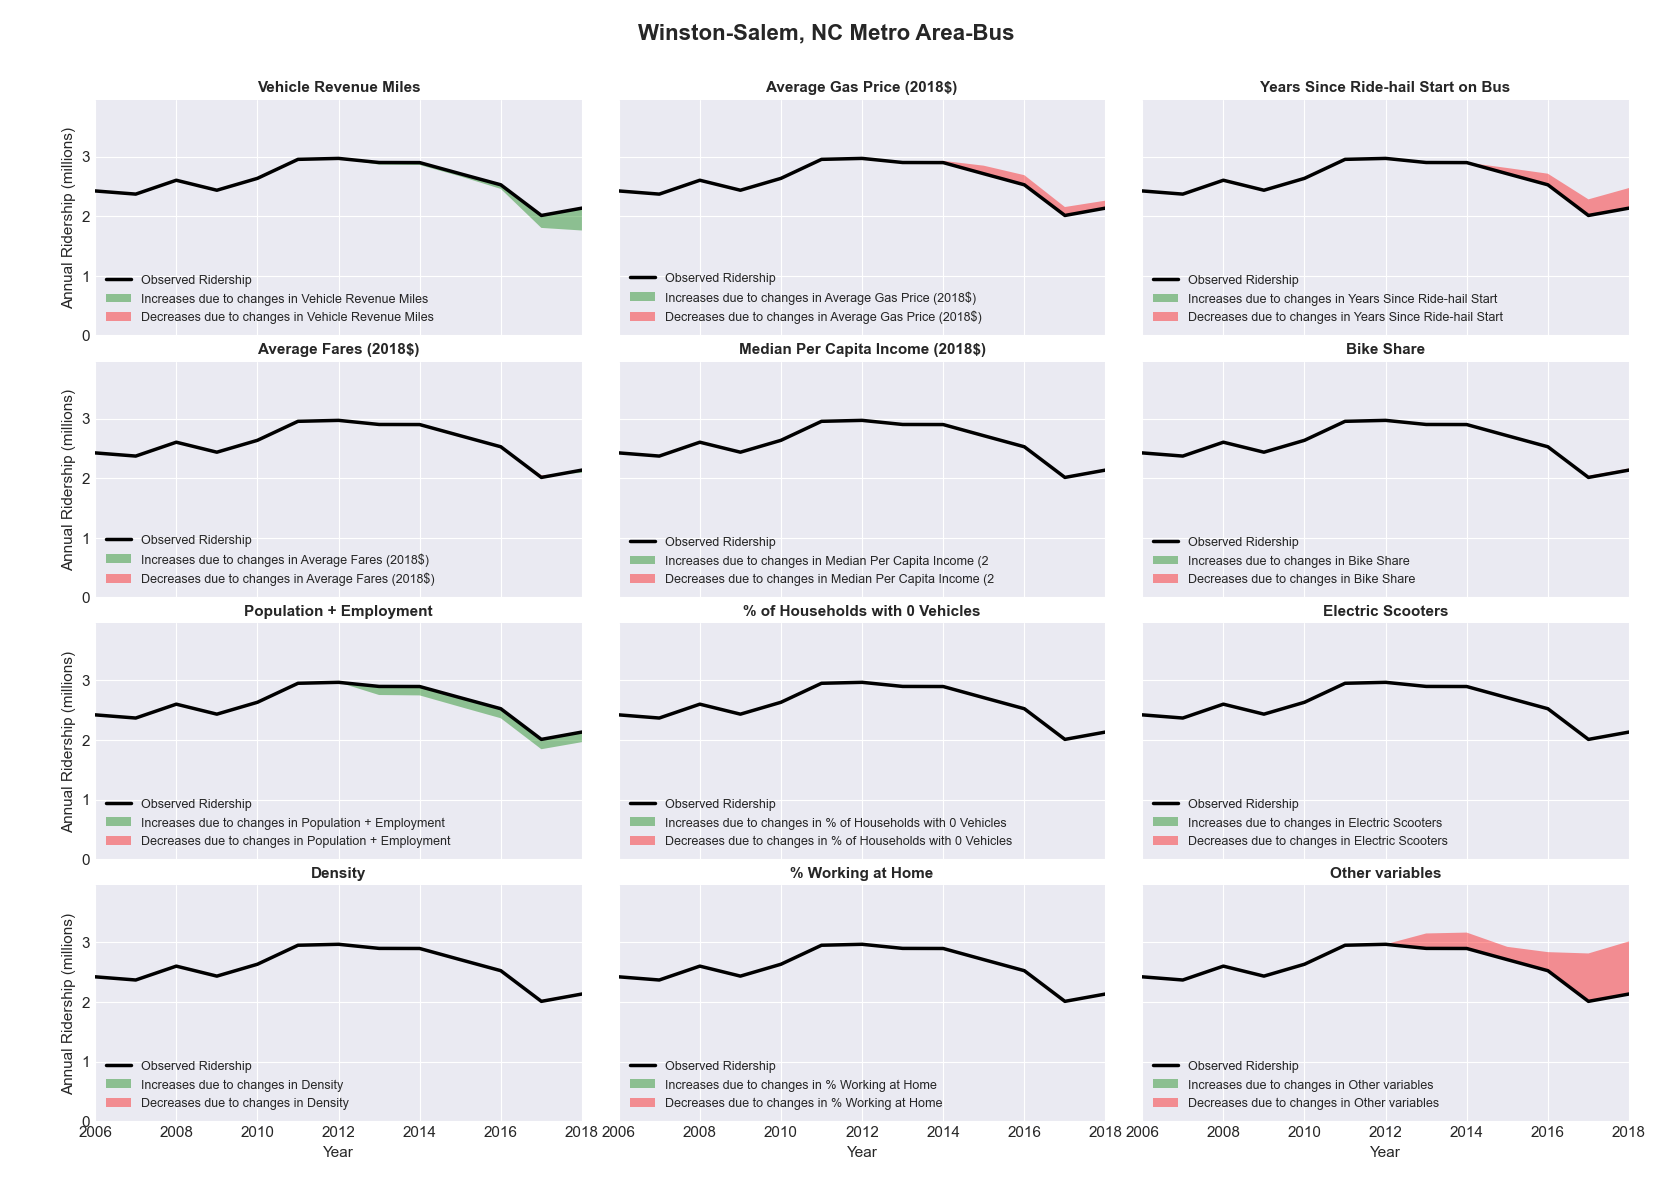 Winston-Salem, NC Metro Area-Bus
Vehicle Revenue Miles
Annual Ridership (millions)
3
2
1
0
Observed Ridership
Increases due to changes in Vehicle Revenue Miles
Decreases due to changes in Vehicle Revenue Miles
Average Gas Price (2018$)
Observed Ridership
Increases due to changes in Average Gas Price (2018$)
Decreases due to changes in Average Gas Price (2018$)
Years Since Ride-hail Start on Bus
Observed Ridership
Increases due to changes in Years Since Ride-hail Start
Decreases due to changes in Years Since Ride-hail Start
Average Fares (2018$)
Annual Ridership (millions)
3
2
1
0
Observed Ridership
Increases due to changes in Average Fares (2018$)
Decreases due to changes in Average Fares (2018$)
Median Per Capita Income (2018$)
Observed Ridership
Increases due to changes in Median Per Capita Income (2
Decreases due to changes in Median Per Capita Income (2
Bike Share
Observed Ridership
Increases due to changes in Bike Share
Decreases due to changes in Bike Share
Population + Employment
Annual Ridership (millions)
3
2
1
0
Observed Ridership
Increases due to changes in Population + Employment
Decreases due to changes in Population + Employment
% of Households with 0 Vehicles
Observed Ridership
Increases due to changes in % of Households with 0 Vehicles
Decreases due to changes in % of Households with 0 Vehicles
Electric Scooters
Observed Ridership
Increases due to changes in Electric Scooters
Decreases due to changes in Electric Scooters
Density
Annual Ridership (millions)
3
2
1
0
Observed Ridership
Increases due to changes in Density
Decreases due to changes in Density
2006 2008 2010 2012 2014 2016 2018
Year
% Working at Home
Observed Ridership
Increases due to changes in % Working at Home
Decreases due to changes in % Working at Home
2006 2008 2010 2012 2014 2016 2018
Year
Other variables
Observed Ridership
Increases due to changes in Other variables
Decreases due to changes in Other variables
2006 2008 2010 2012 2014 2016 2018
Year